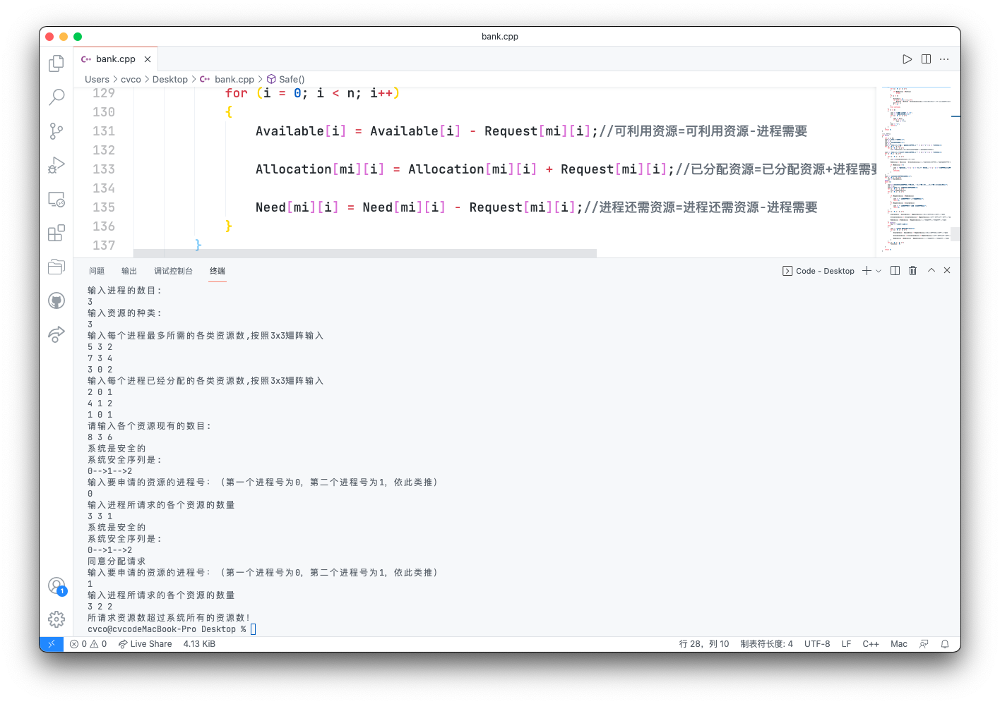 bank.cpp
bank.cpp
Users > cvco > Desktop > bank.cpp > Safe()
129 for (i = 0; i < n; i++)
130 {
131 Available[i] = Available[i] - Request[mi][i];//可利用资源=可利用资源-进程需要
132
133 Allocation[mi][i] = Allocation[mi][i] + Request[mi][i];//已分配资源=已分配资源+进程需要
134
135 Need[mi][i] = Need[mi][i] - Request[mi][i];//进程还需资源=进程还需资源-进程需要
136 }
137 }
问题 输出 调试控制台 终端 Code - Desktop
输入进程的数目:
3
输入资源的种类:
3
输入每个进程最多所需的各类资源数,按照3x3矩阵输入
5 3 2
7 3 4
3 0 2
输入每个进程已经分配的各类资源数,按照3x3矩阵输入
2 0 1
4 1 2
1 0 1
请输入各个资源现有的数目:
8 3 6
系统是安全的
系统安全序列是:
0-->1-->2
输入要申请的资源的进程号: (第一个进程号为0, 第二个进程号为1, 依此类推)
0
输入进程所请求的各个资源的数量
3 3 1
系统是安全的
系统安全序列是:
0-->1-->2
同意分配请求
输入要申请的资源的进程号: (第一个进程号为0, 第二个进程号为1, 依此类推)
1
输入进程所请求的各个资源的数量
3 2 2
所请求资源数超过系统所有的资源数!
cvco@cvcodeMacBook-Pro Desktop %
1
0 0 Live Share 4.13 KiB 行 28, 列 10 制表符长度: 4 UTF-8 LF C++ Mac